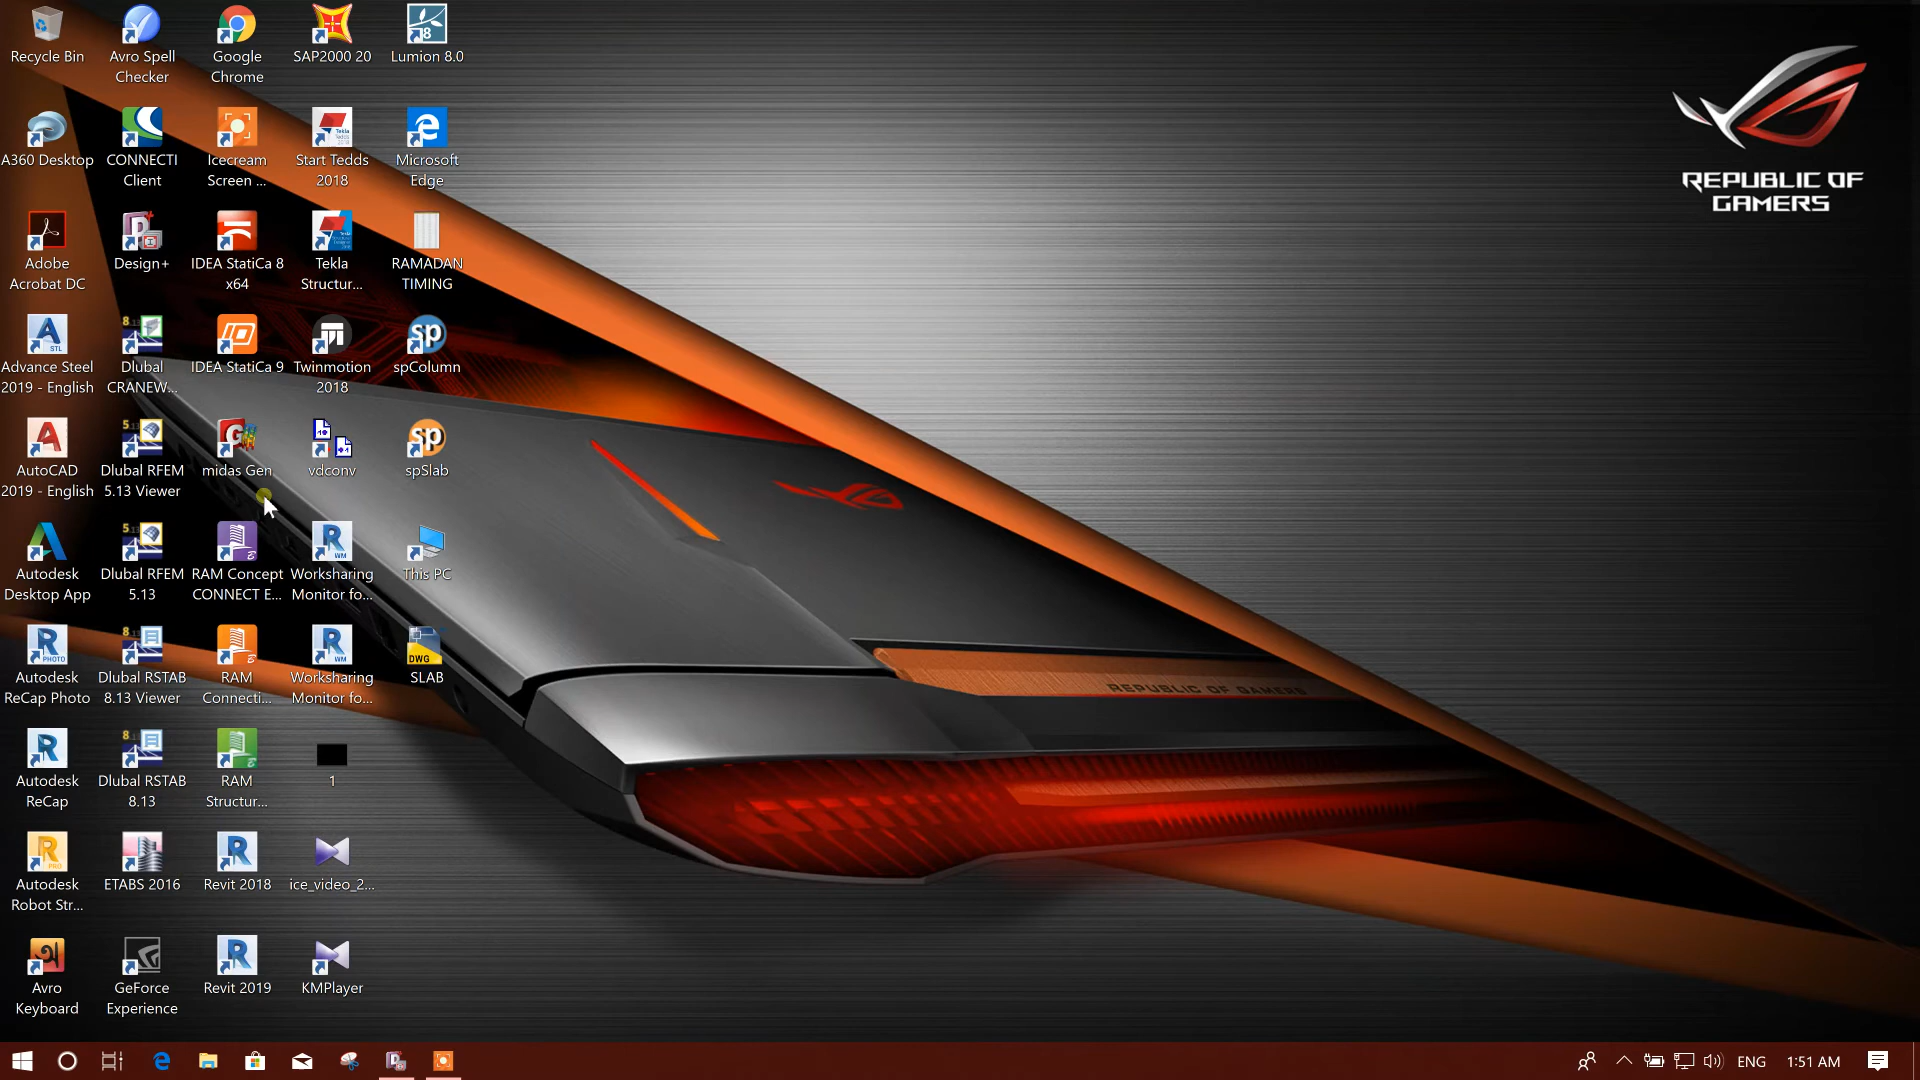 Recycle Bin
Avro Spell
Checker
Google
Chrome
SAP2000 20
Lumion 8.0
A360 Desktop
CONNECTI
Client
Icecream
Screen ...
Start Tedds
2018
Microsoft
Edge
Adobe
Acrobat DC
Design+
IDEA StatiCa 8
x64
Tekla
Structur...
RAMADAN
TIMING
Advance Steel
2019 - English
Dlubal
CRANEW...
IDEA StatiCa 9
Twinmotion
2018
spColumn
AutoCAD
2019 - English
Dlubal RFEM
5.13 Viewer
midas Gen
vdconv
spSlab
Autodesk
Desktop App
Dlubal RFEM
5.13
RAM Concept
CONNECT E...
Worksharing
Monitor fo...
This PC
Autodesk
ReCap Photo
Dlubal RSTAB
8.13 Viewer
RAM
Connecti...
Worksharing
Monitor fo...
SLAB
Autodesk
ReCap
Dlubal RSTAB
8.13
RAM
Structur...
1
Autodesk
Robot Str...
ETABS 2016
Revit 2018
ice_video_2...
Avro
Keyboard
GeForce
Experience
Revit 2019
KMPlayer
REPUBLIC OF
GAMERS
REPUBLIC OF GAMERS
ENG
1:51 AM